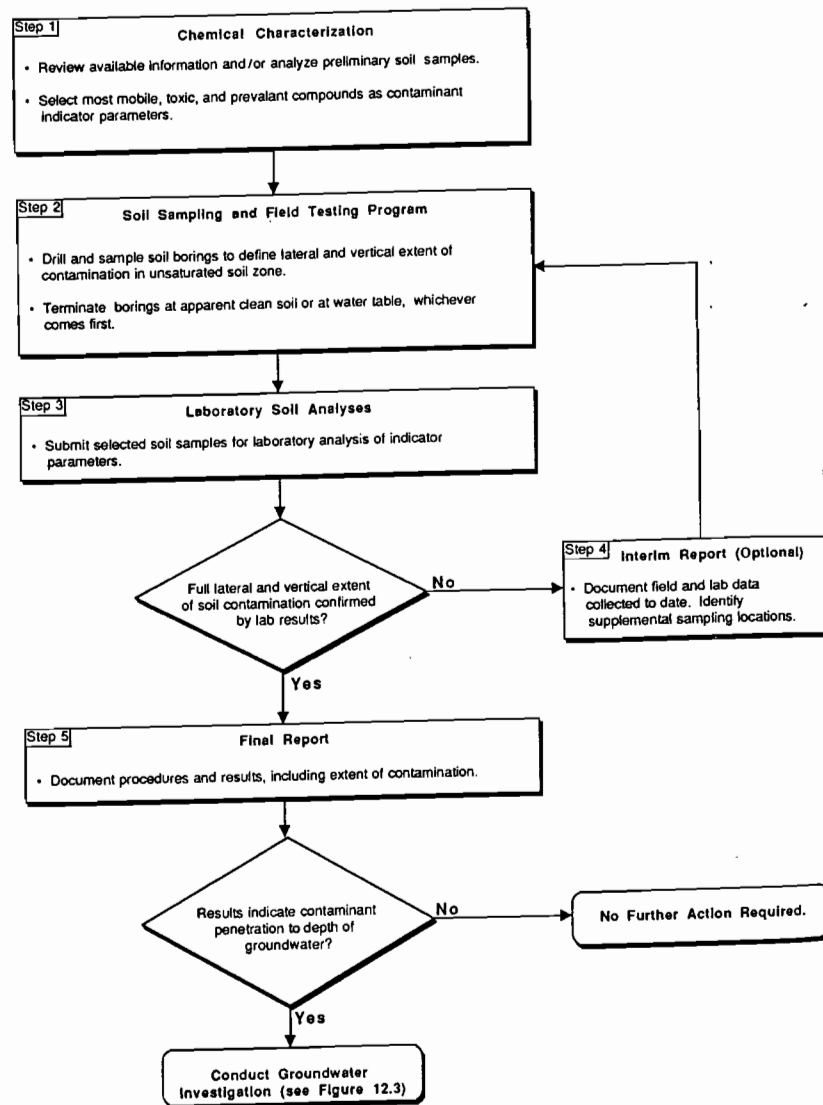 Step 1
Chemical Characterization
• Review available information and/or analyze preliminary soil samples.
• Select most mobile, toxic, and prevalant compounds as contaminant
indicator parameters.
Step 2
Soil Sampling and Field Testing Program
• Drill and sample soil borings to define lateral and vertical extent of
contamination in unsaturated soil zone.
• Terminate borings at apparent clean soil or at water table, whichever
comes first.
Step 3
Laboratory Soil Analyses
• Submit selected soil samples for laboratory analysis of indicator
parameters.
Full lateral and vertical extent
of soil contamination confirmed
by lab results?
No
Step 4
Interim Report (Optional)
• Document field and lab data
collected to date. Identify
supplemental sampling locations.
Yes
Step 5
Final Report
• Document procedures and results, including extent of contamination.
Results indicate contaminant
penetration to depth of
groundwater?
No
No Further Action Required.
Yes
Conduct Groundwater
Investigation (see Figure 12.3)